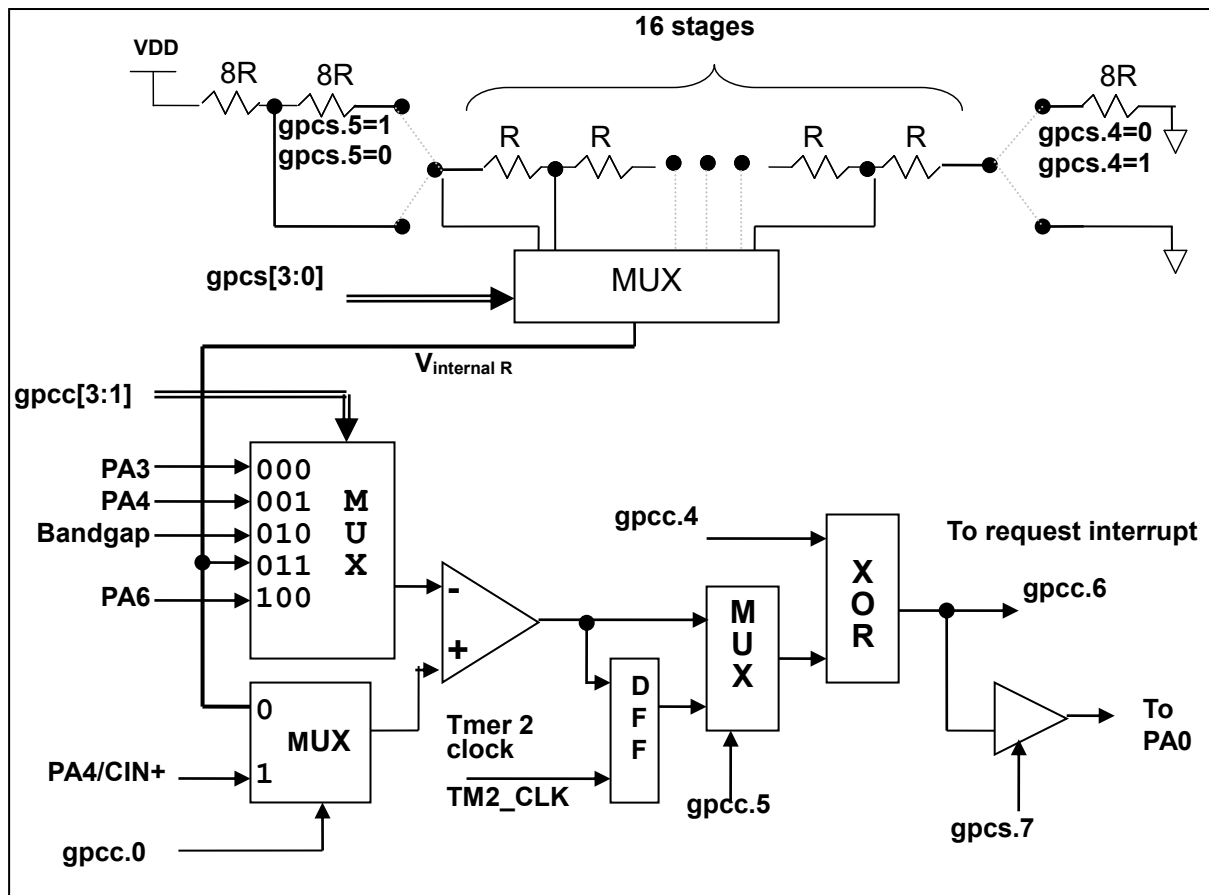 16 stages
VDD
8R
8R
8R
gpcs.5=1
gpcs.5=0
R
R
R
R
gpcs.4=0
gpcs.4=1
gpcs[3:0]
MUX
Vinternal R
gpcc[3:1]
PA3
000
PA4
001
Bandgap
010
011
PA6
100
M
U
X
-
+
gpcc.4
To request interrupt
X
O
R
gpcc.6
M
U
X
D
F
F
0
MUX
1
PA4/CIN+
gpcc.0
Tmer 2
clock
TM2_CLK
gpcc.5
To
PA0
gpcs.7